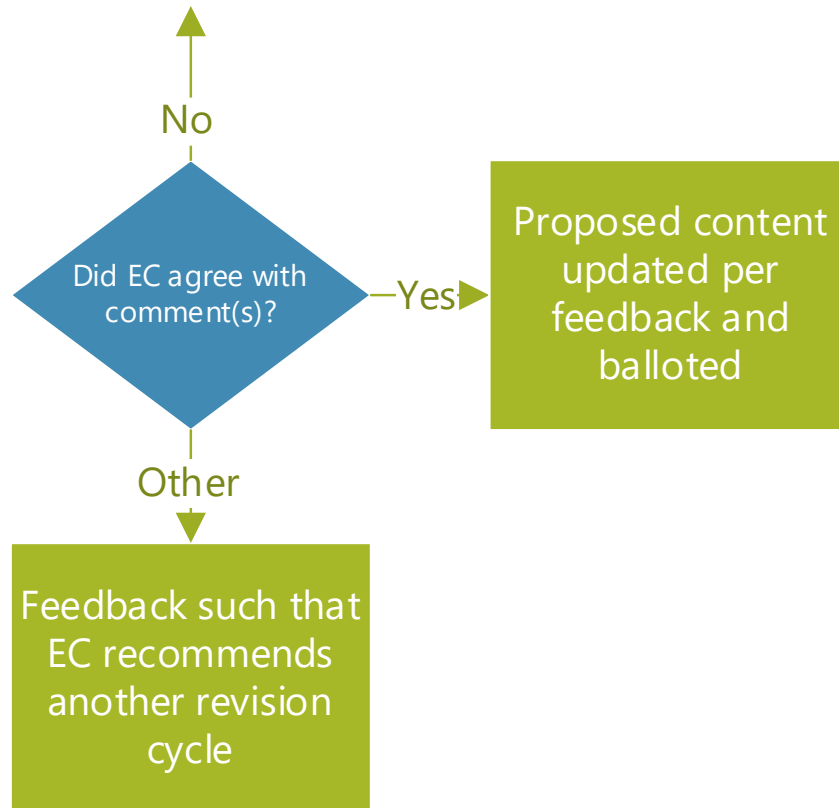 No
Did EC agree with
comment(s)?
Yes
Proposed content
updated per
feedback and
balloted
Other
Feedback such that
EC recommends
another revision
cycle